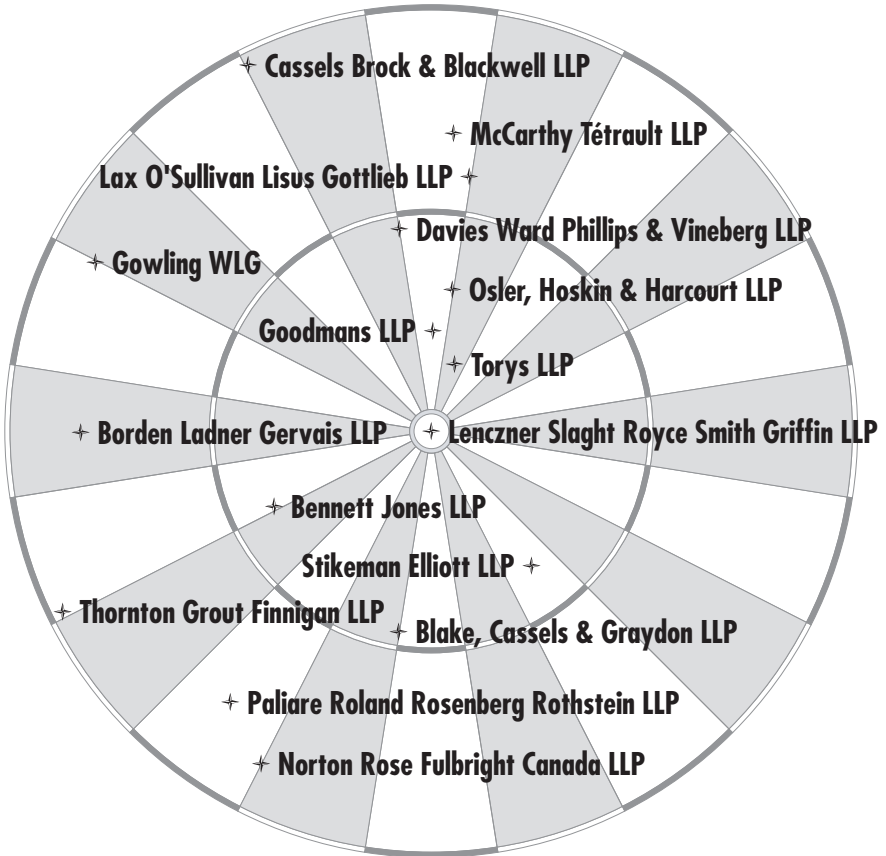 Cassels Brock & Blackwell LLP
McCarthy Tétrault LLP
Lax O'Sullivan Lisus Gottlieb LLP
Davies Ward Phillips & Vineberg LLP
Gowling WLG
Osler, Hoskin & Harcourt LLP
Goodmans LLP
Torys LLP
Borden Ladner Gervais LLP
Lenczner Slaght Royce Smith Griffin LLP
Bennett Jones LLP
Stikeman Elliott LLP
Thornton Grout Finnigan LLP
Blake, Cassels & Graydon LLP
Paliare Roland Rosenberg Rothstein LLP
Norton Rose Fulbright Canada LLP